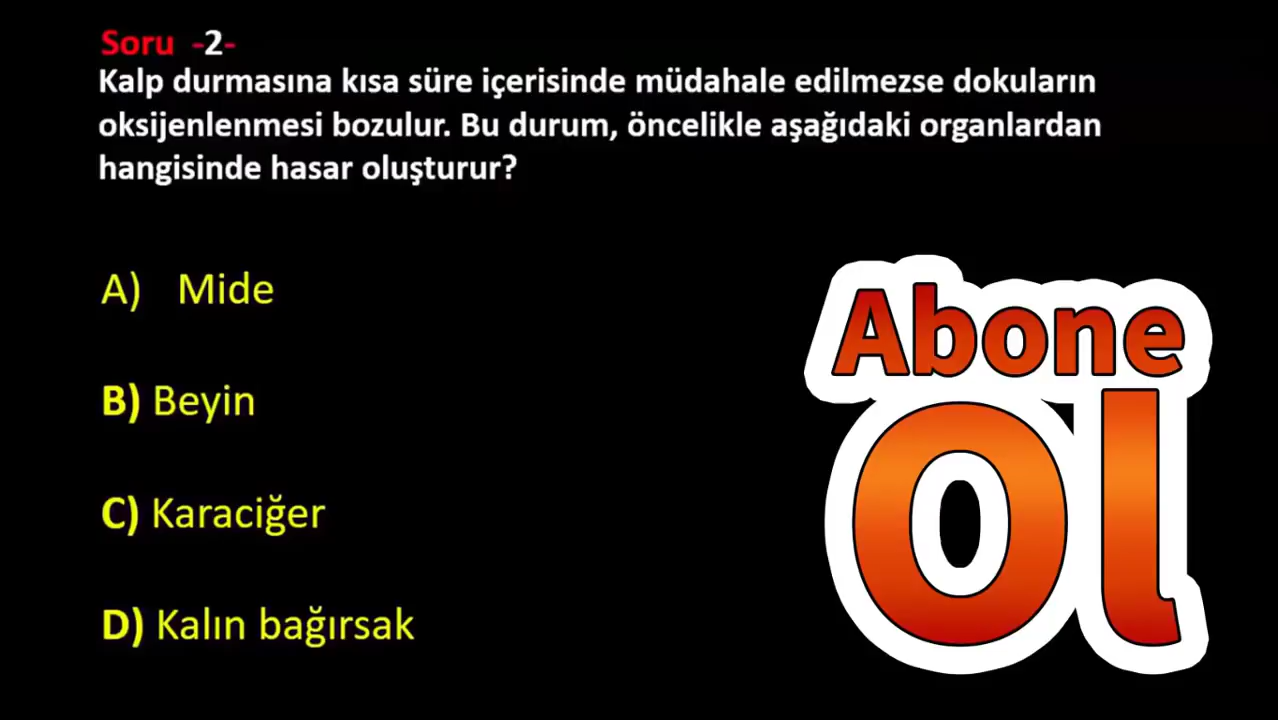 Soru -2-
Kalp durmasına kısa süre içerisinde müdahale edilmezse dokuların
oksijenlenmesi bozulur. Bu durum, öncelikle aşağıdaki organlardan
hangisinde hasar oluşturur?
A) Mide
B) Beyin
C) Karaciğer
D) Kalın bağırsak
Abone
Ol